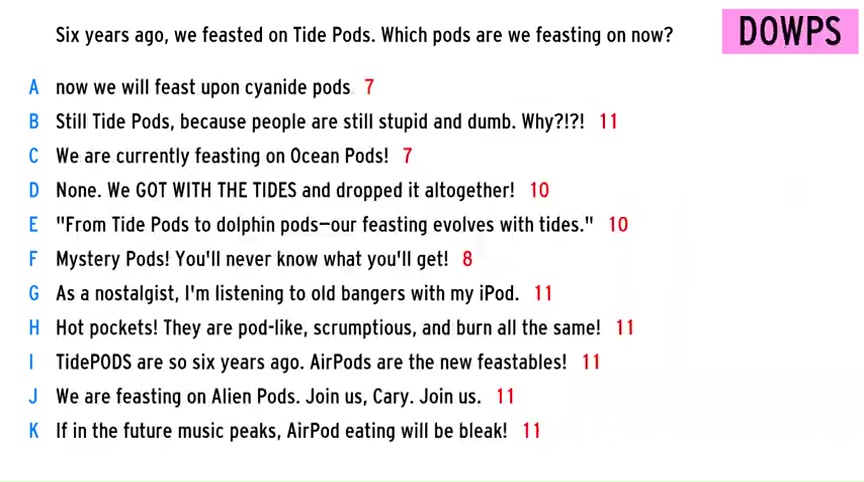 Six years ago, we feasted on Tide Pods. Which pods are we feasting on now?
DOWPS
A now we will feast upon cyanide pods 7
B Still Tide Pods, because people are still stupid and dumb. Why?!?! 11
C We are currently feasting on Ocean Pods! 7
D None. We GOT WITH THE TIDES and dropped it altogether! 10
E "From Tide Pods to dolphin pods—our feasting evolves with tides." 10
F Mystery Pods! You'll never know what you'll get! 8
G As a nostalgist, I'm listening to old bangers with my iPod. 11
H Hot pockets! They are pod-like, scrumptious, and burn all the same! 11
I TidePODS are so six years ago. AirPods are the new feastables! 11
J We are feasting on Alien Pods. Join us, Cary. Join us. 11
K If in the future music peaks, AirPod eating will be bleak! 11